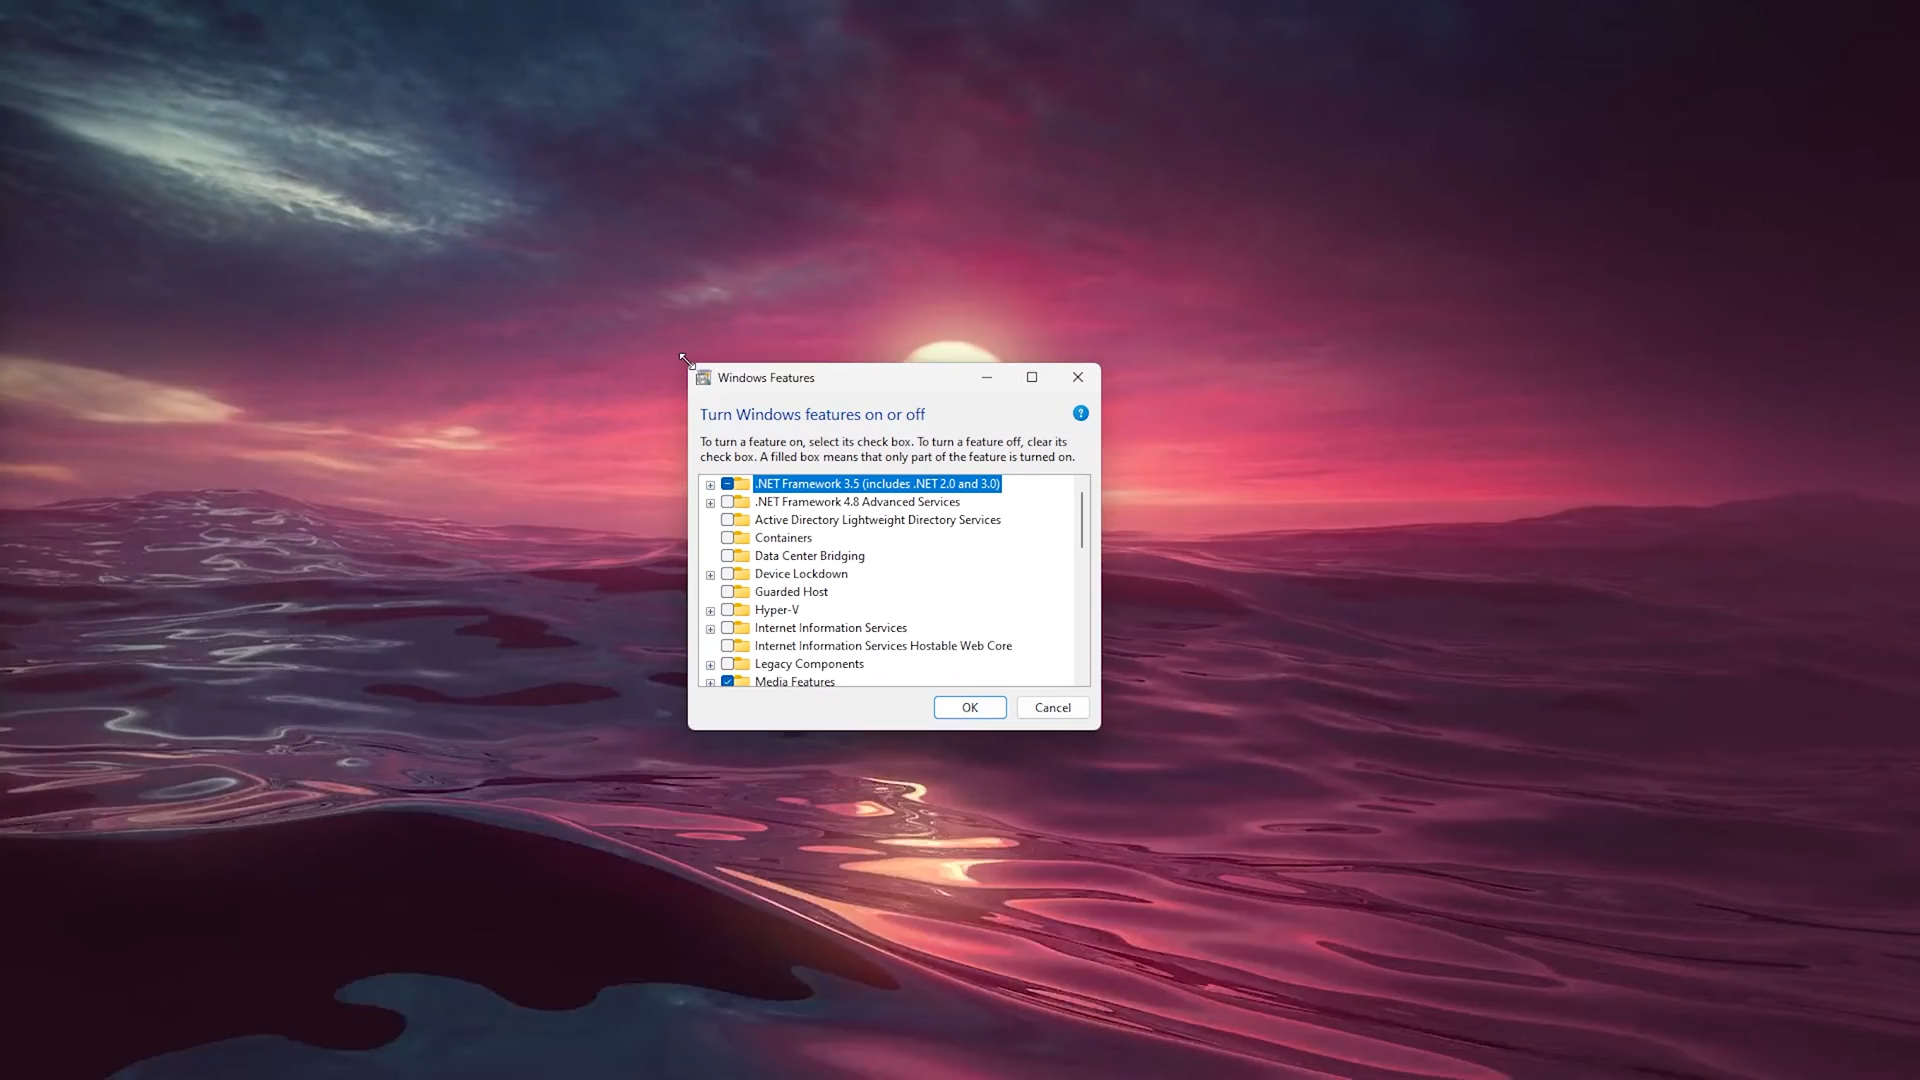 Windows Features
Turn Windows features on or off
?
To turn a feature on, select its check box. To turn a feature off, clear its
check box. A filled box means that only part of the feature is turned on.
.NET Framework 3.5 (includes .NET 2.0 and 3.0)
.NET Framework 4.8 Advanced Services
Active Directory Lightweight Directory Services
Containers
Data Center Bridging
Device Lockdown
Guarded Host
Hyper-V
Internet Information Services
Internet Information Services Hostable Web Core
Legacy Components
Media Features
OK
Cancel